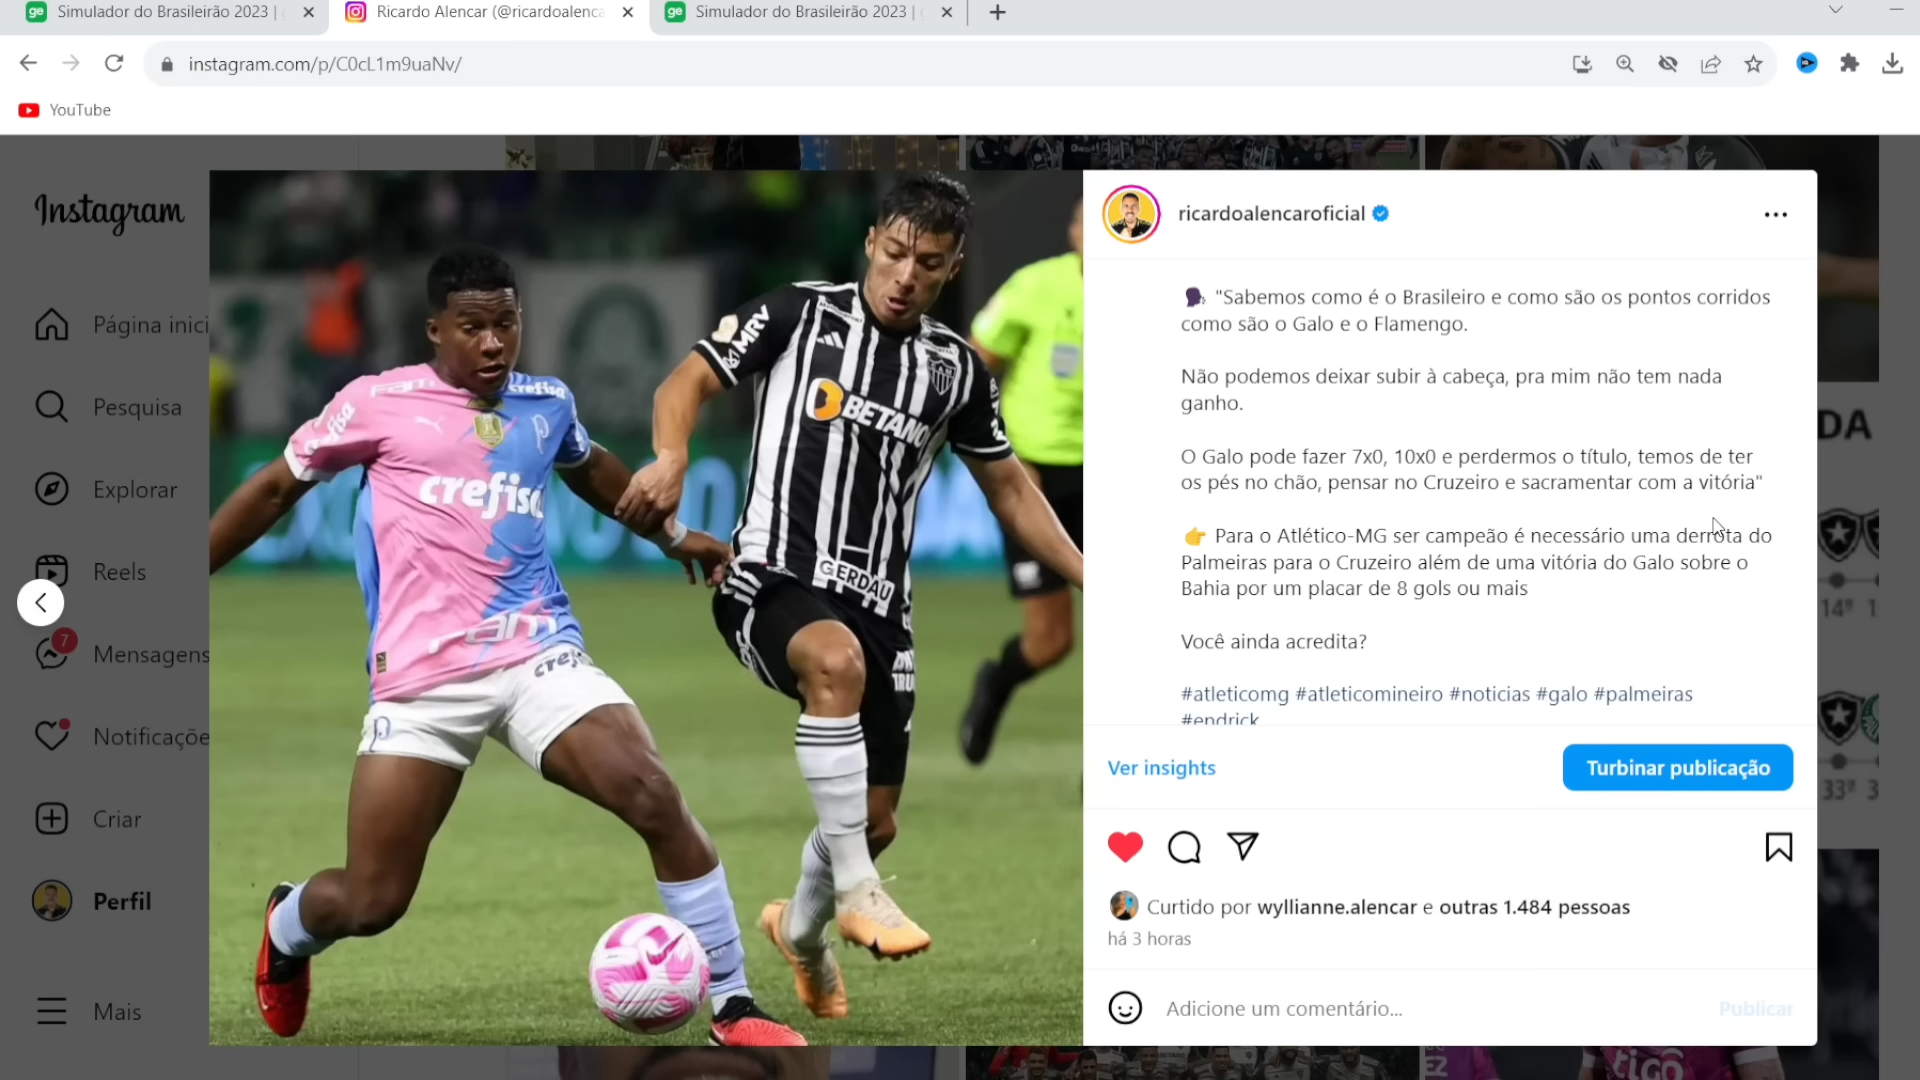 Simulador do Brasileirão 2023 |
Ricardo Alencar (@ricardoalenca
Simulador do Brasileirão 2023 |
instagram.com/p/C0cL1m9uaNv/
YouTube
Instagram
Página inici
Pesquisa
Explorar
Reels
Mensagens
7
Notificaçõe
Criar
Perfil
Mais
crefisa
crefisa
MRV
BETANO
GERDAU
ricardoalencaroficial
"Sabemos como é o Brasileiro e como são os pontos corridos
como são o Galo e o Flamengo.
Não podemos deixar subir à cabeça, pra mim não tem nada
ganho.
O Galo pode fazer 7x0, 10x0 e perdermos o título, temos de ter
os pés no chão, pensar no Cruzeiro e sacramentar com a vitória"
👉 Para o Atlético-MG ser campeão é necessário uma derrota do
Palmeiras para o Cruzeiro além de uma vitória do Galo sobre o
Bahia por um placar de 8 gols ou mais
Você ainda acredita?
#atleticomg #atleticomineiro #noticias #galo #palmeiras
#endrick
Ver insights
Turbinar publicação
Curtido por wyllianne.alencar e outras 1.484 pessoas
há 3 horas
Adicione um comentário...
Publicar
DA
14º
33º
tigo